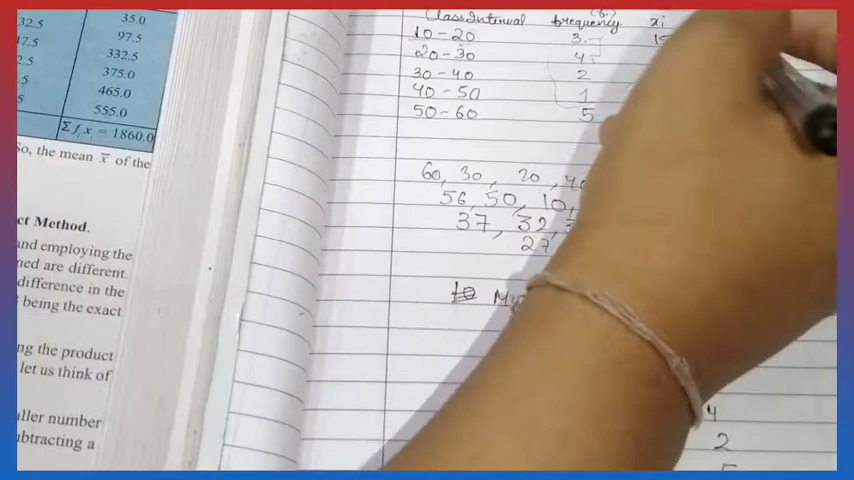 32.5 35.0
47.5 97.5
2.5 332.5
.5 375.0
5 465.0
555.0
Σfᵢxᵢ = 1860.0
So, the mean x̄ of the
ct Method.
and employing the
ned are different.
difference in the
being the exact
ng the product
let us think of
aller number
ubtracting a
Class Interval frequency (fi) xi
10-20 3
20-30 4
30-40 2
40-50 1
50-60 5
60, 30, 20, 40
56, 50, 10,
37, 32,
27
10
4
2